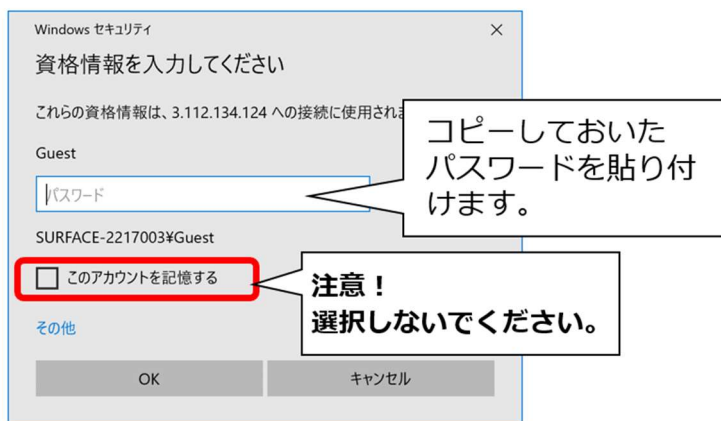 Windows セキュリティ
資格情報を入力してください
これらの資格情報は、3.112.134.124 への接続に使用されま
コピーしておいた
パスワードを貼り付
けます。
Guest
パスワード
SURFACE-2217003¥Guest
このアカウントを記憶する
注意！
選択しないでください。
その他
OK
キャンセル